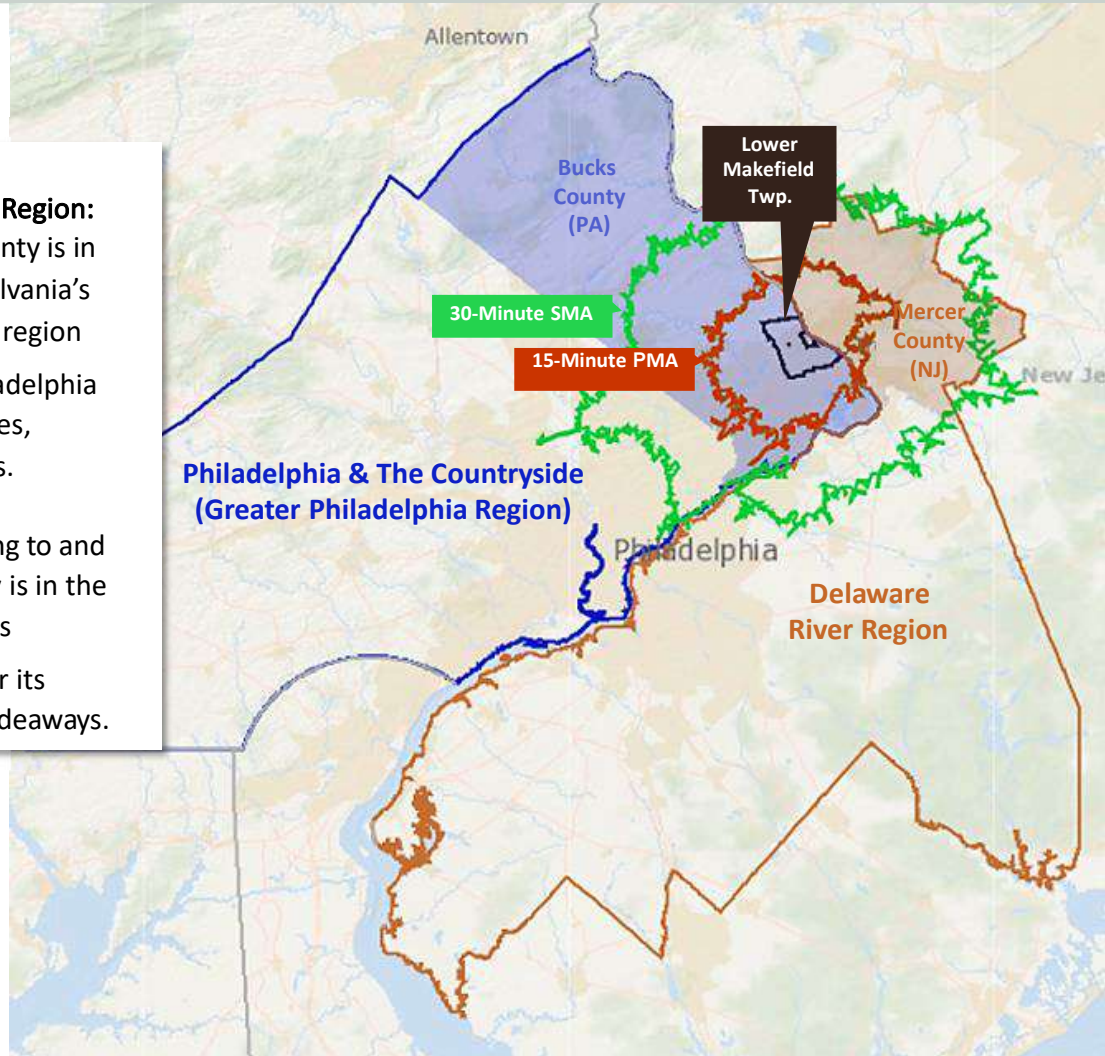 Allentown
Region:
nty is in
lvania's
region
adelphia
es,
s.
ng to and
y is in the
s
r its
deaways.
Bucks
County
(PA)
Lower
Makefield
Twp.
30-Minute SMA
15-Minute PMA
Mercer
County
(NJ)
New Je
Philadelphia & The Countryside
(Greater Philadelphia Region)
Philadelphia
Delaware
River Region